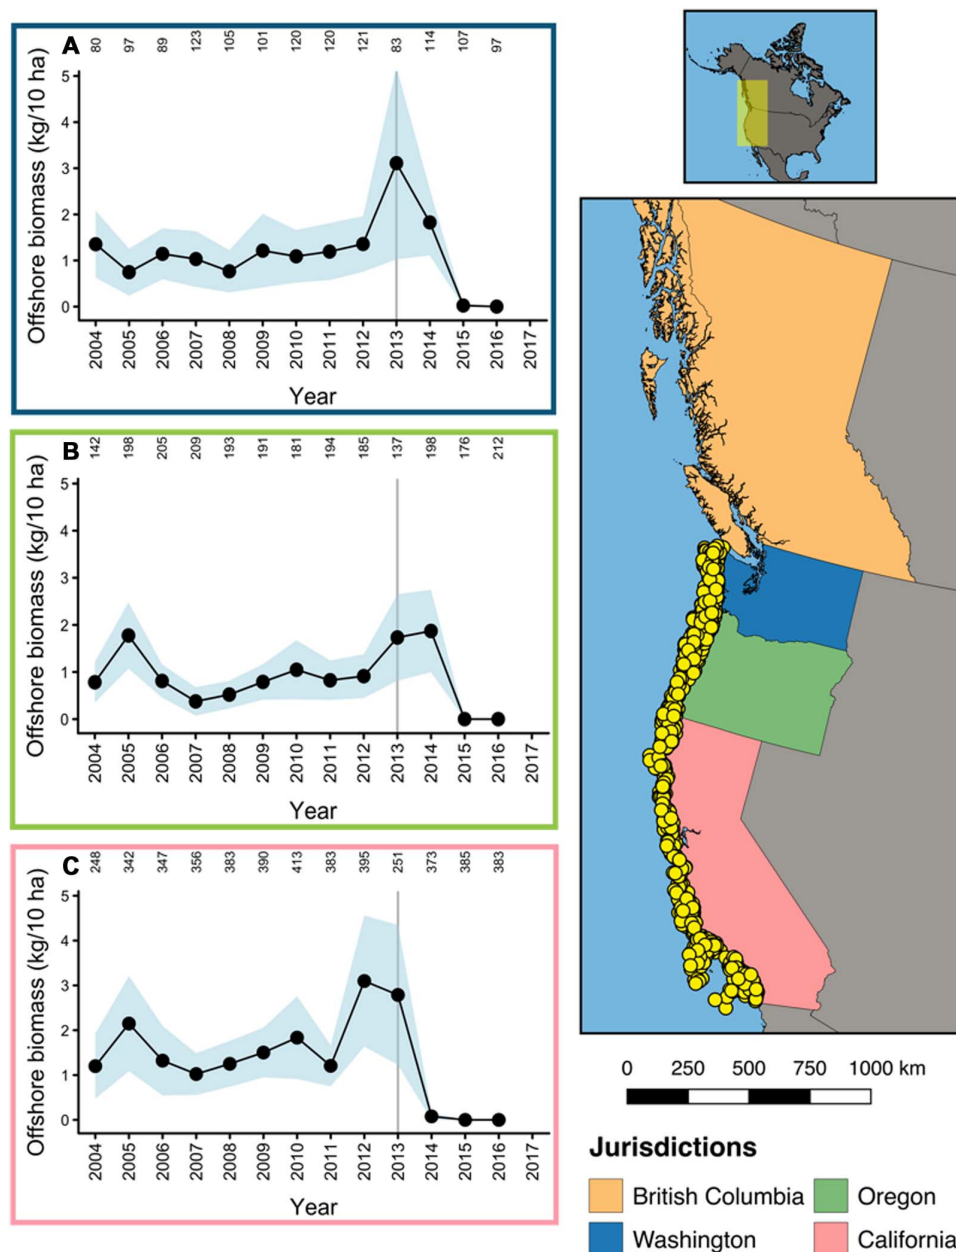 A
80 97 89 123 105 101 120 120 121 83 114 107 97
Offshore biomass (kg/10 ha)
5
4
3
2
1
0
2004 2005 2006 2007 2008 2009 2010 2011 2012 2013 2014 2015 2016 2017
Year
B
142 198 205 209 193 191 181 194 185 137 198 176 212
Offshore biomass (kg/10 ha)
5
4
3
2
1
0
2004 2005 2006 2007 2008 2009 2010 2011 2012 2013 2014 2015 2016 2017
Year
C
248 342 347 356 383 390 413 383 395 251 373 385 383
Offshore biomass (kg/10 ha)
5
4
3
2
1
0
2004 2005 2006 2007 2008 2009 2010 2011 2012 2013 2014 2015 2016 2017
Year
0 250 500 750 1000 km
Jurisdictions
British Columbia Oregon
Washington California